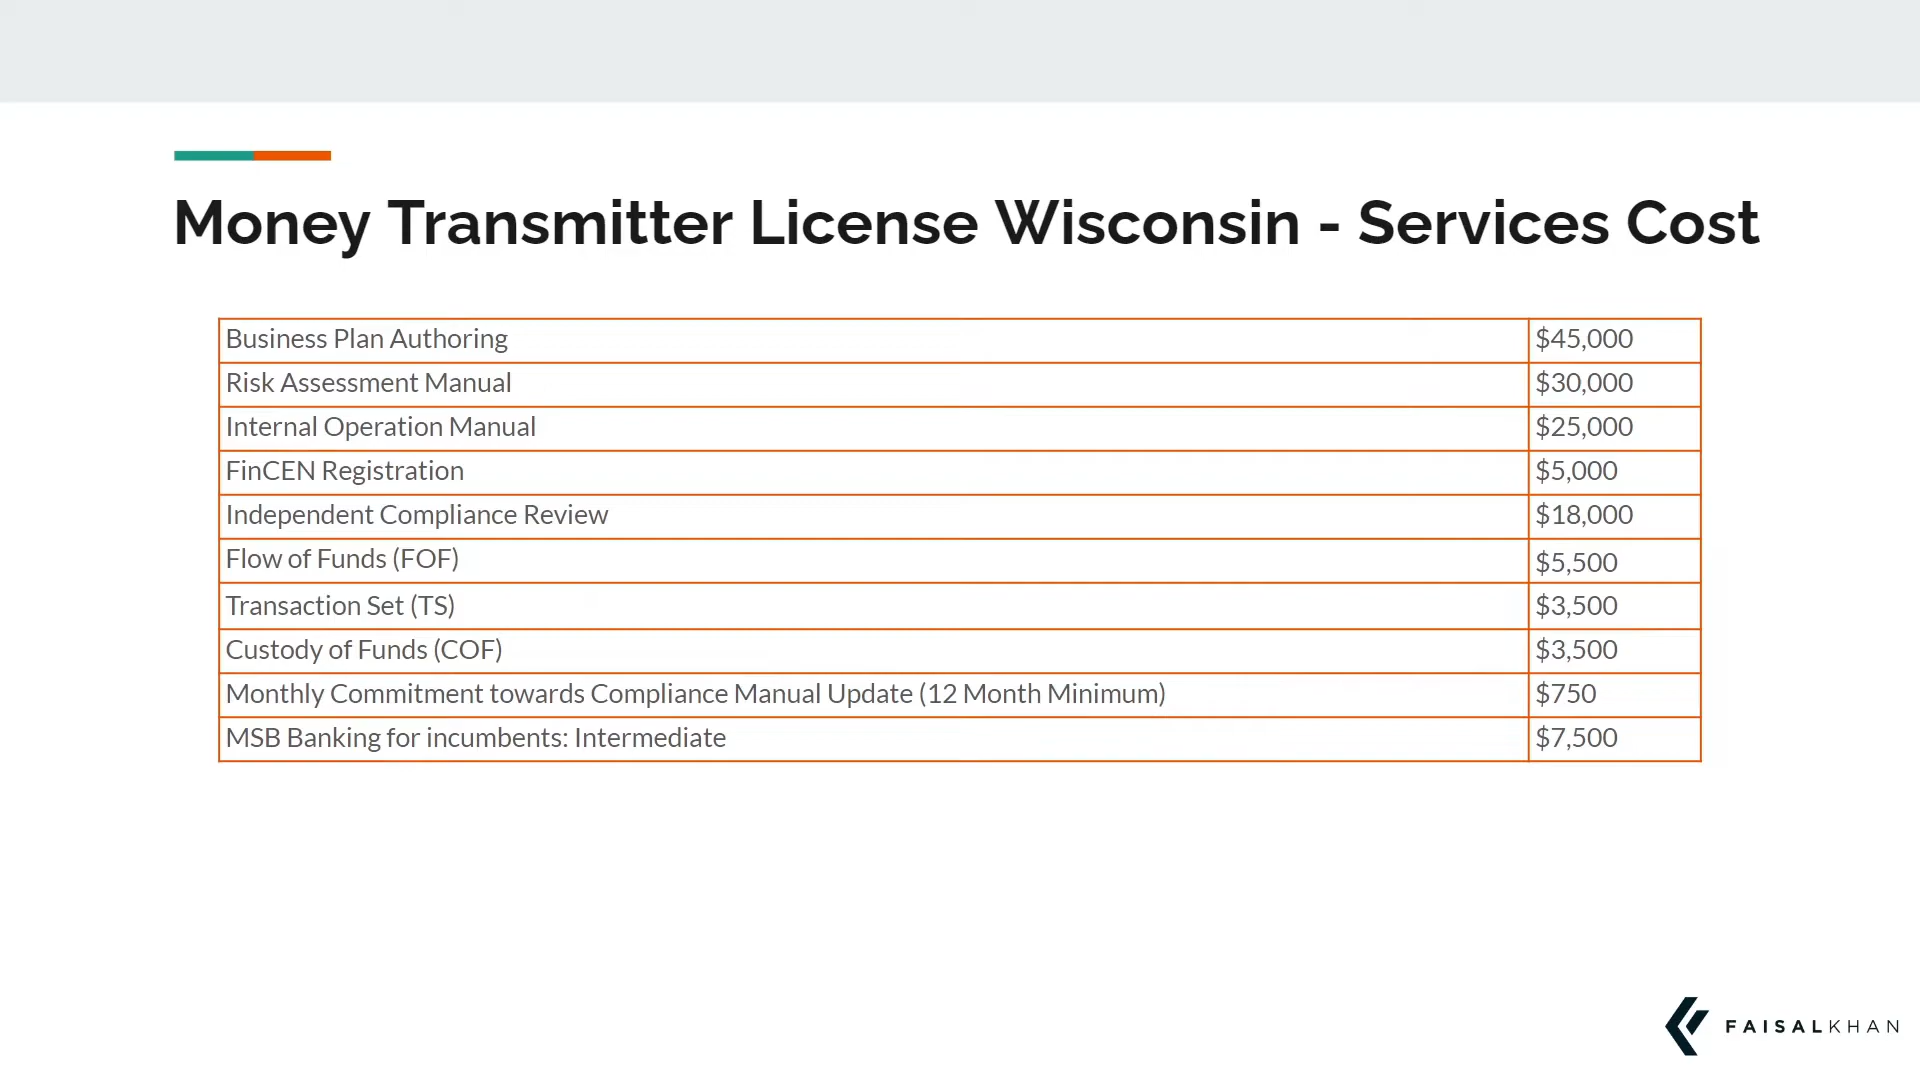 Money Transmitter License Wisconsin - Services Cost
Business Plan Authoring $45,000
Risk Assessment Manual $30,000
Internal Operation Manual $25,000
FinCEN Registration $5,000
Independent Compliance Review $18,000
Flow of Funds (FOF) $5,500
Transaction Set (TS) $3,500
Custody of Funds (COF) $3,500
Monthly Commitment towards Compliance Manual Update (12 Month Minimum) $750
MSB Banking for incumbents: Intermediate $7,500
FAISALKHAN